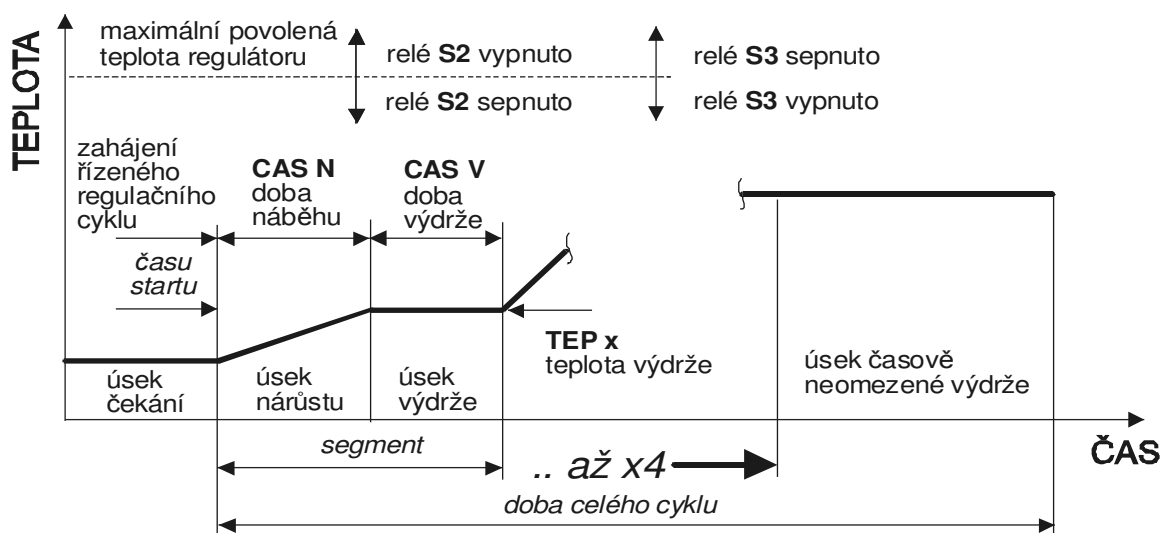 TEPLOTA
maximální povolená
teplota regulátoru
relé S2 vypnuto
relé S2 sepnuto
relé S3 sepnuto
relé S3 vypnuto
zahájení
řízeného
regulačního
cyklu
času
startu
CAS N
doba
náběhu
CAS V
doba
výdrže
TEP x
teplota výdrže
úsek
čekání
úsek
nárůstu
úsek
výdrže
úsek časově
neomezené výdrže
ČAS
segment
.. až x4
doba celého cyklu